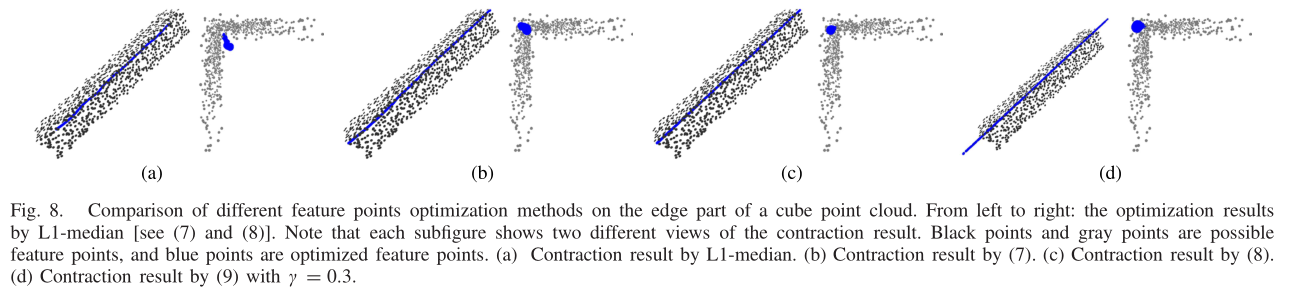 (a)
(b)
(c)
(d)
Fig. 8. Comparison of different feature points optimization methods on the edge part of a cube point cloud. From left to right: the optimization results
by L1-median [see (7) and (8)]. Note that each subfigure shows two different views of the contraction result. Black points and gray points are possible
feature points, and blue points are optimized feature points. (a) Contraction result by L1-median. (b) Contraction result by (7). (c) Contraction result by (8).
(d) Contraction result by (9) with γ = 0.3.